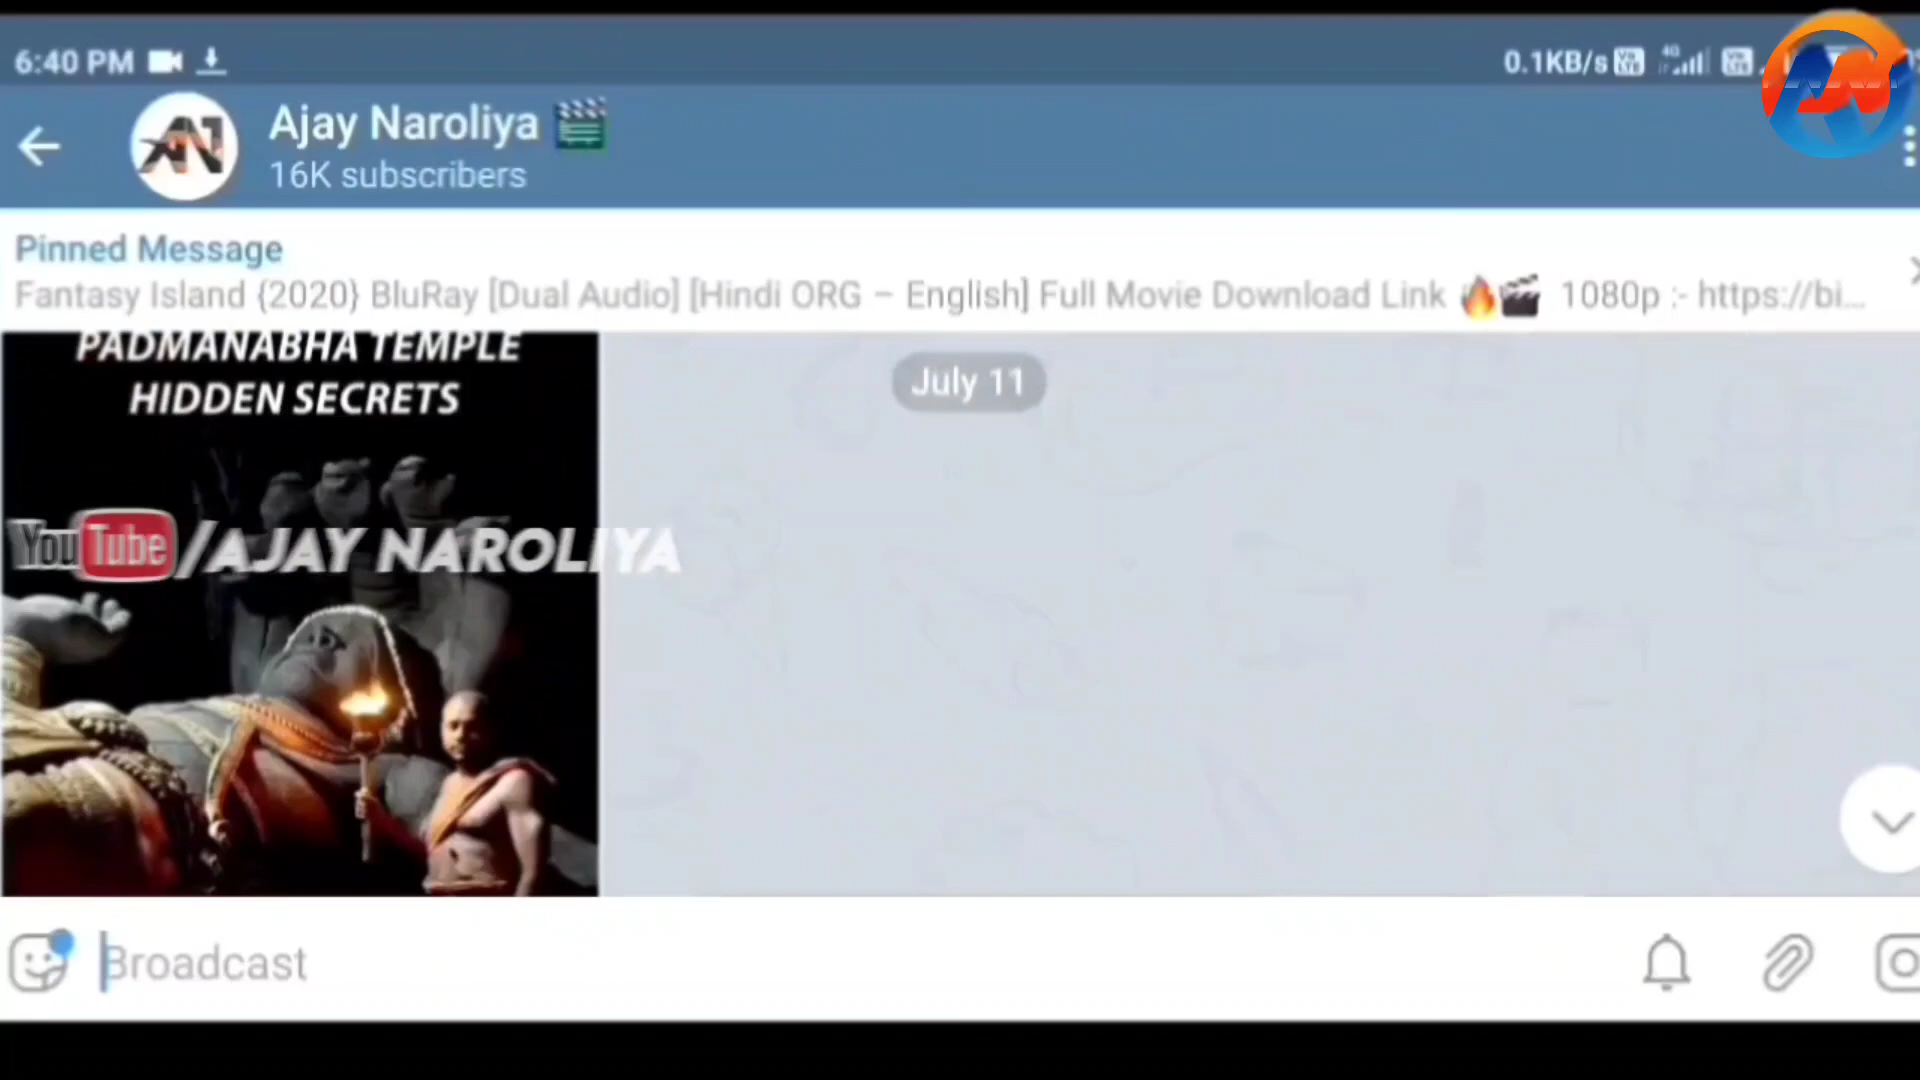 6:40 PM
0.1KB/s
4G
Ajay Naroliya
16K subscribers
Pinned Message
Fantasy Island {2020} BluRay [Dual Audio] [Hindi ORG – English] Full Movie Download Link 🔥🎬 1080p :- https://bi...
PADMANABHA TEMPLE
HIDDEN SECRETS
July 11
YouTube/AJAY NAROLIYA
Broadcast